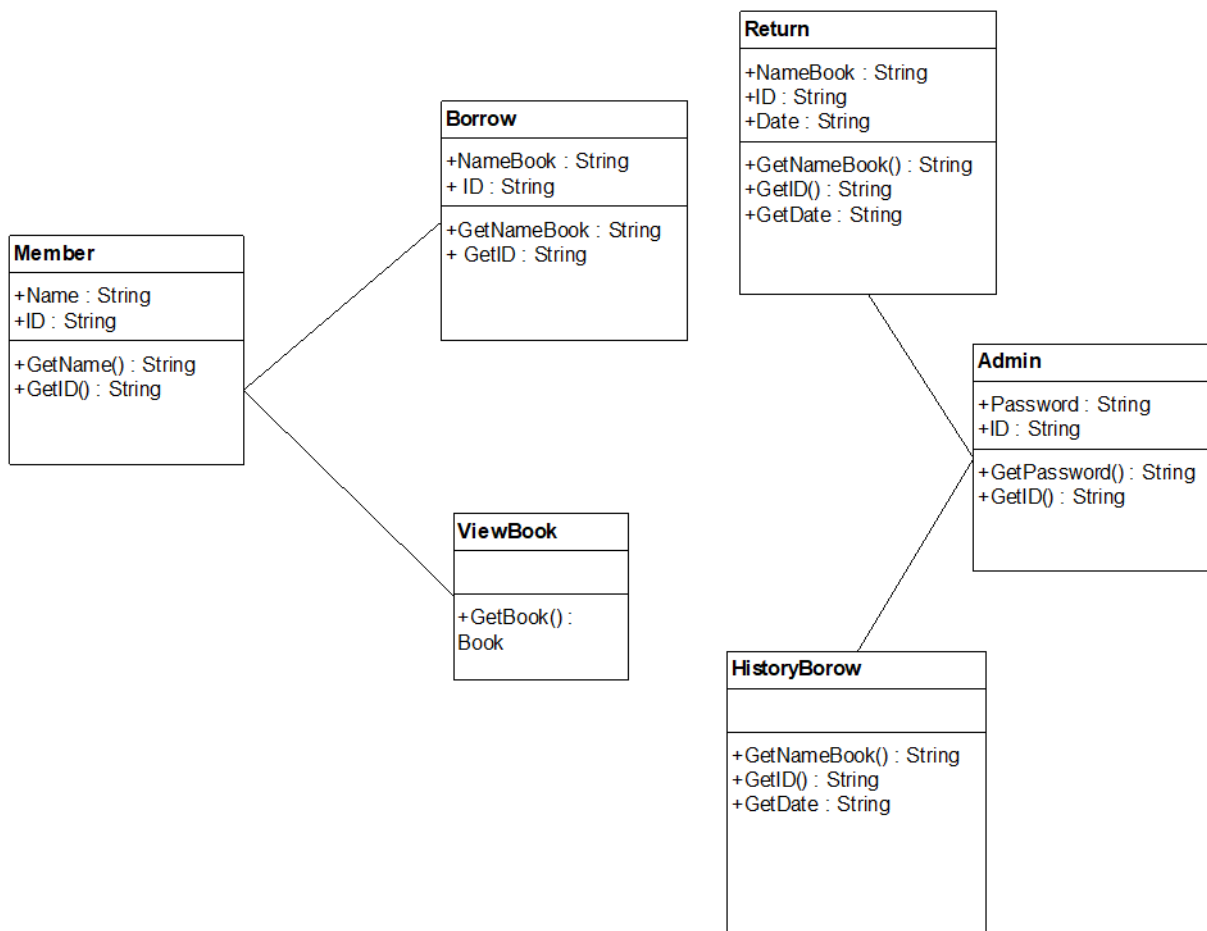 Return
+NameBook : String
+ID : String
+Date : String
+GetNameBook() : String
+GetID() : String
+GetDate : String
Borrow
+NameBook : String
+ ID : String
+GetNameBook : String
+ GetID : String
Member
+Name : String
+ID : String
+GetName() : String
+GetID() : String
Admin
+Password : String
+ID : String
+GetPassword() : String
+GetID() : String
ViewBook
+GetBook() :
Book
HistoryBorow
+GetNameBook() : String
+GetID() : String
+GetDate : String